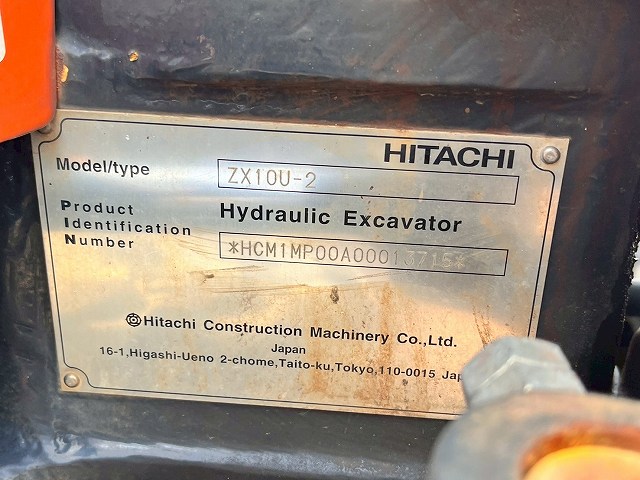 HITACHI
Model/type ZX10U-2
Hydraulic Excavator
Product
Identification
Number
*HCM1MP00A00013715*
Hitachi Construction Machinery Co.,Ltd.
Japan
16-1,Higashi-Ueno 2-chome,Taito-ku,Tokyo,110-0015